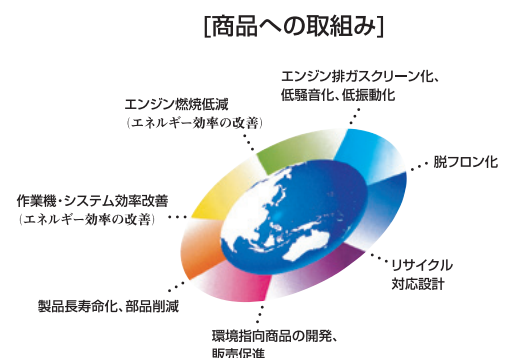 [商品への取組み]
エンジン排ガスクリーン化、
低騒音化、低振動化
エンジン燃焼低減
(エネルギー効率の改善)
脱フロン化
作業機・システム効率改善
(エネルギー効率の改善)
リサイクル
対応設計
製品長寿命化、部品削減
環境指向商品の開発、
販売促進